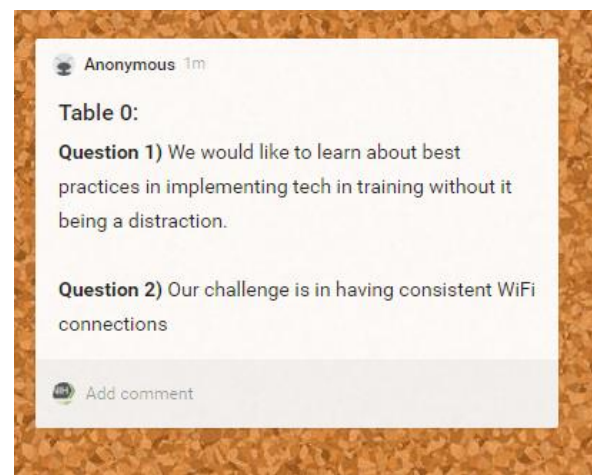 Anonymous 1m
Table 0:
Question 1) We would like to learn about best
practices in implementing tech in training without it
being a distraction.
Question 2) Our challenge is in having consistent WiFi
connections
Add comment